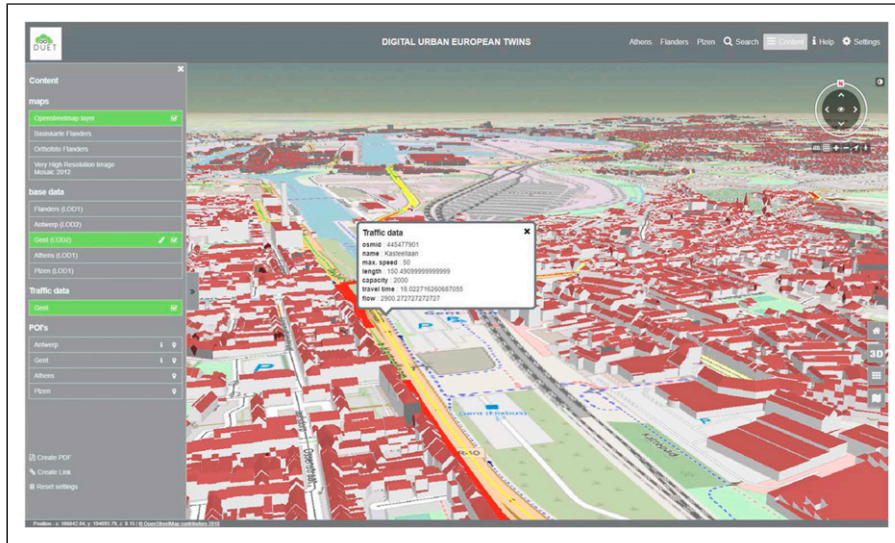 DUET
DIGITAL URBAN EUROPEAN TWINS
Athens Flanders Plzen Search Content Help Settings
Content
maps
Openstreetmap layer
Basiskarte Flanders
Orthofoto Flanders
Very High Resolution Image
Mosaic 2012
base data
Flanders (LOD1)
Antwerp (LOD2)
Gent (LOD2)
Athens (LOD1)
Plzen (LOD1)
Traffic data
Gent
POI's
Antwerp
Gent
Athens
Plzen
Create PDF
Create Link
Reset settings
Traffic data
osmid : 445477901
name : Kasteellaan
max. speed : 50
length : 150.49099999999999
capacity : 2000
travel time : 18.022716260687055
flow : 2900.272727272727
P
P
3D
R40